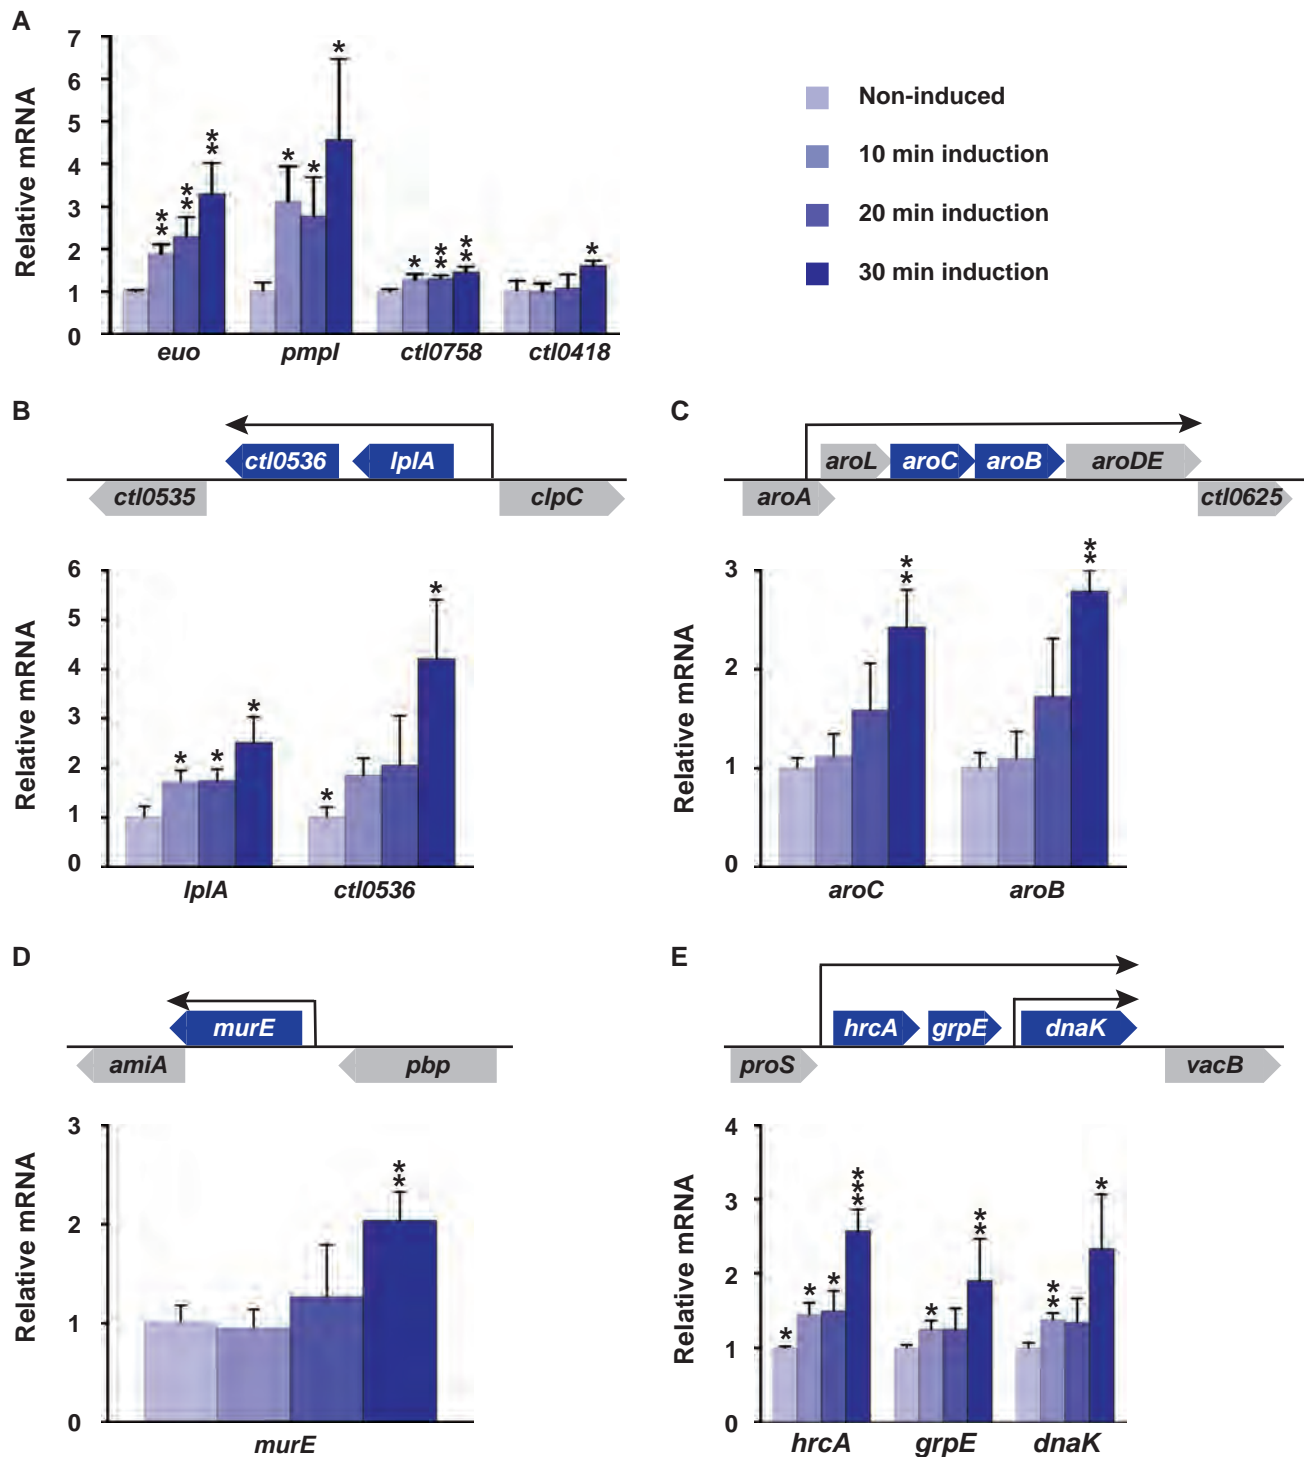 A
Relative mRNA
7
6
5
4
3
2
1
0
** ** ** * * * * ** ** *
euo pmpI ctl0758 ctl0418
Non-induced
10 min induction
20 min induction
30 min induction
B
ctl0536 lplA
ctl0535 clpC
Relative mRNA
6
5
4
3
2
1
0
* * * * *
lplA ctl0536
C
aroL aroC aroB aroDE
aroA ctl0625
Relative mRNA
3
2
1
0
** **
aroC aroB
D
murE
amiA pbp
Relative mRNA
3
2
1
0
**
murE
E
hrcA grpE dnaK
proS vacB
Relative mRNA
4
3
2
1
0
* * * *** * ** ** *
hrcA grpE dnaK